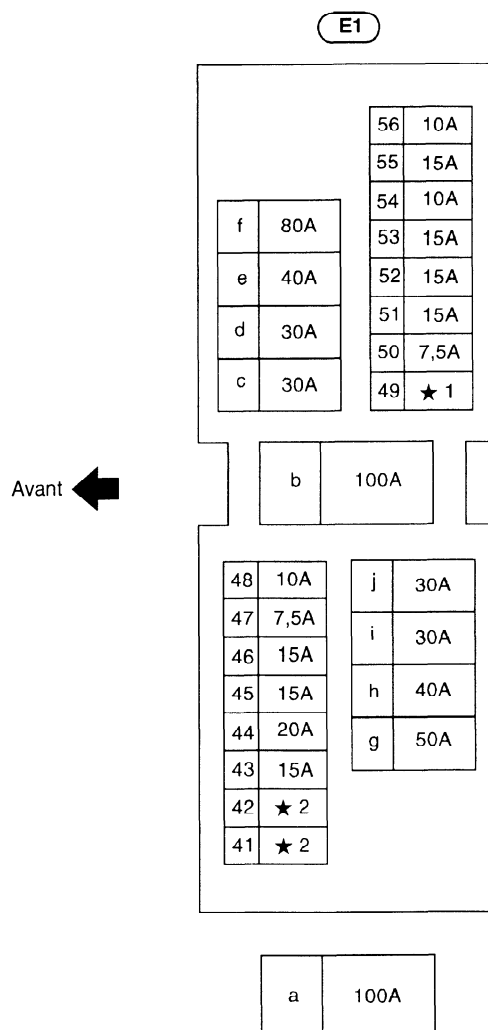 E1
56 10A
55 15A
54 10A
53 15A
52 15A
51 15A
50 7,5A
49 ★ 1
f 80A
e 40A
d 30A
c 30A
Avant
b 100A
48 10A
47 7,5A
46 15A
45 15A
44 20A
43 15A
42 ★ 2
41 ★ 2
j 30A
i 30A
h 40A
g 50A
a 100A